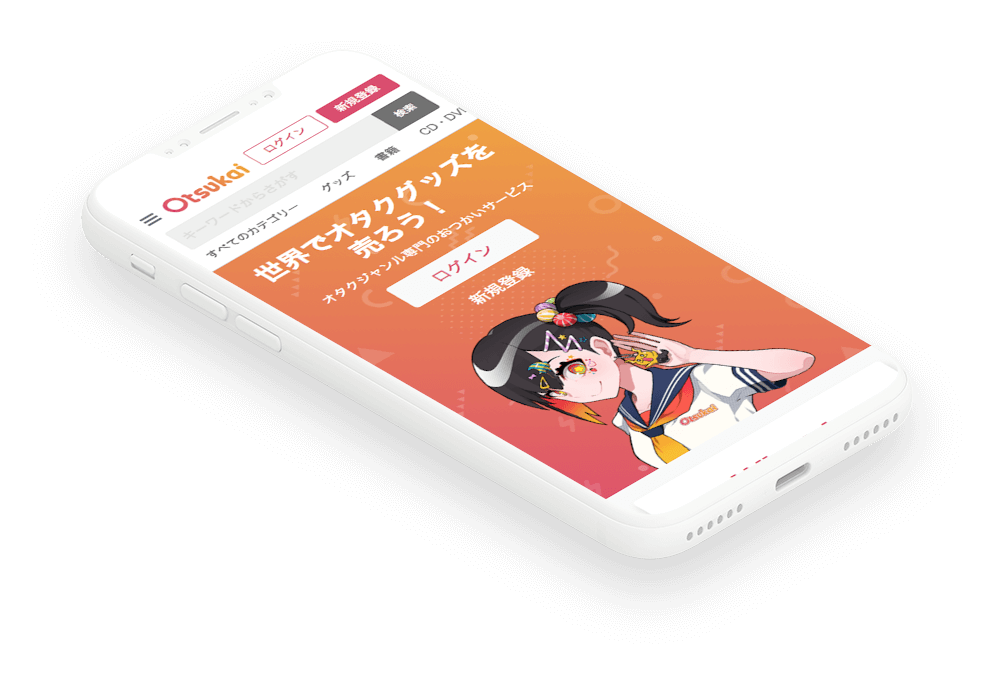 Otsukai
ログイン
新規登録
キーワードからさがす
検索
すべてのカテゴリー
グッズ
書籍
CD・DV
世界でオタクグッズを
売ろう！
オタクジャンル専門のおつかいサービス
ログイン
新規登録
Otsukai